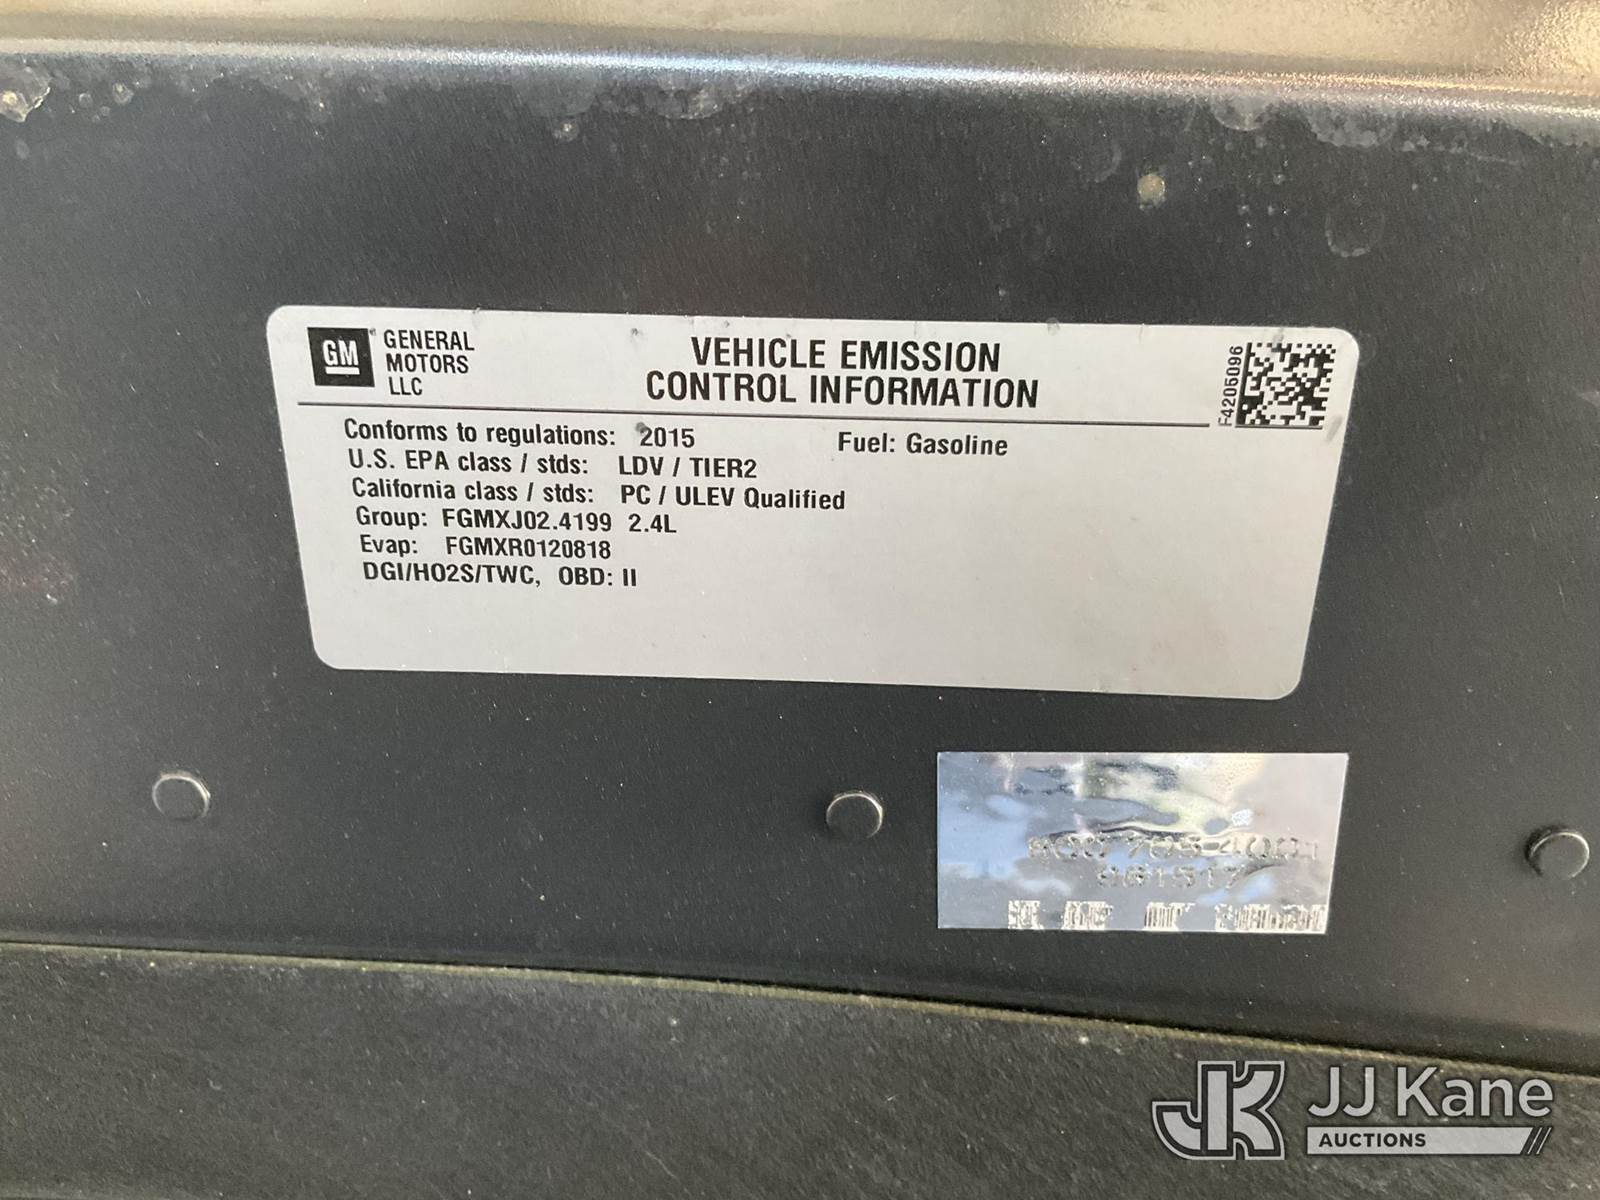 GM
GENERAL
MOTORS
LLC
VEHICLE EMISSION
CONTROL INFORMATION
F4205096
Conforms to regulations: 2015
Fuel: Gasoline
U.S. EPA class / stds: LDV / TIER2
California class / stds: PC / ULEV Qualified
Group: FGMXJ02.4199 2.4L
Evap: FGMXR0120818
DGI/HO2S/TWC, OBD: II
JK
JJ Kane
AUCTIONS